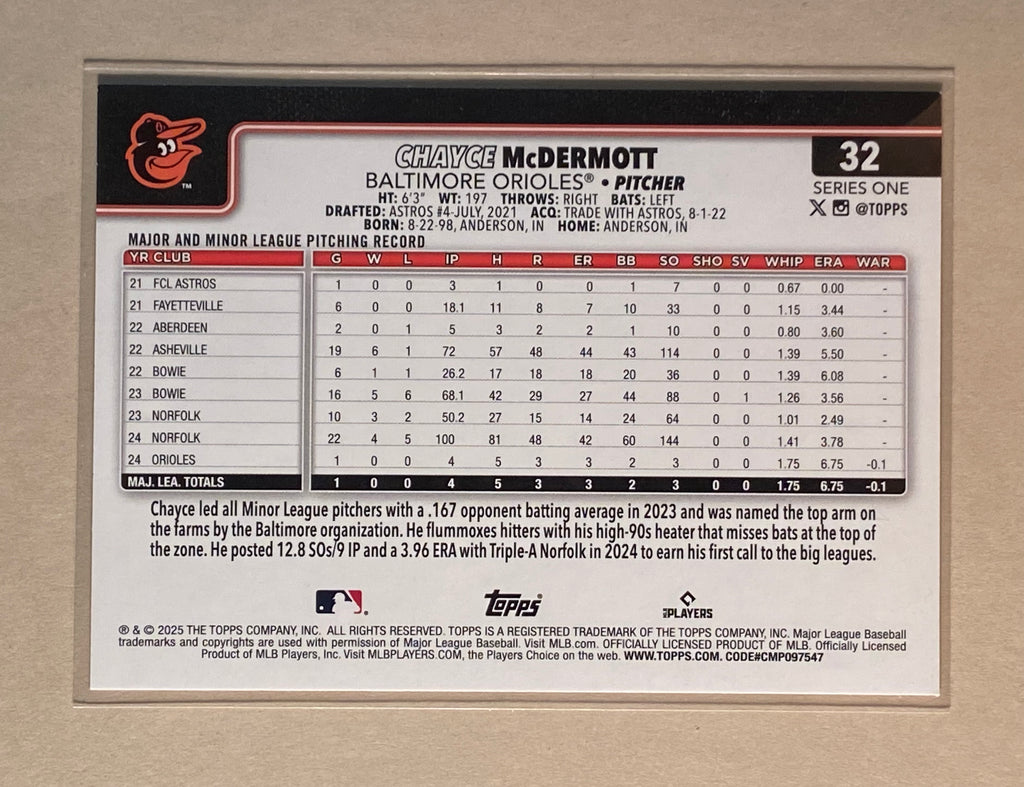 TM
CHAYCE McDERMOTT
32
BALTIMORE ORIOLES® • PITCHER
SERIES ONE
HT: 6'3" WT: 197 THROWS: RIGHT BATS: LEFT
@TOPPS
DRAFTED: ASTROS #4-JULY, 2021 ACQ: TRADE WITH ASTROS, 8-1-22
BORN: 8-22-98, ANDERSON, IN HOME: ANDERSON, IN
MAJOR AND MINOR LEAGUE PITCHING RECORD
YR CLUB G W L IP H R ER BB SO SHO SV WHIP ERA WAR
21 FCL ASTROS 1 0 0 3 1 0 0 1 7 0 0 0.67 0.00 -
21 FAYETTEVILLE 6 0 0 18.1 11 8 7 10 33 0 0 1.15 3.44 -
22 ABERDEEN 2 0 1 5 3 2 2 1 10 0 0 0.80 3.60 -
22 ASHEVILLE 19 6 1 72 57 48 44 43 114 0 0 1.39 5.50 -
22 BOWIE 6 1 1 26.2 17 18 18 20 36 0 0 1.39 6.08 -
23 BOWIE 16 5 6 68.1 42 29 27 44 88 0 1 1.26 3.56 -
23 NORFOLK 10 3 2 50.2 27 15 14 24 64 0 0 1.01 2.49 -
24 NORFOLK 22 4 5 100 81 48 42 60 144 0 0 1.41 3.78 -
24 ORIOLES 1 0 0 4 5 3 3 2 3 0 0 1.75 6.75 -0.1
MAJ. LEA. TOTALS 1 0 0 4 5 3 3 2 3 0 0 1.75 6.75 -0.1
Chayce led all Minor League pitchers with a .167 opponent batting average in 2023 and was named the top arm on
the farms by the Baltimore organization. He flummoxes hitters with his high-90s heater that misses bats at the top of
the zone. He posted 12.8 SOs/9 IP and a 3.96 ERA with Triple-A Norfolk in 2024 to earn his first call to the big leagues.
TOPPS
PLAYERS
® & © 2025 THE TOPPS COMPANY, INC. ALL RIGHTS RESERVED. TOPPS IS A REGISTERED TRADEMARK OF THE TOPPS COMPANY, INC. Major League Baseball
trademarks and copyrights are used with permission of Major League Baseball. Visit MLB.com. OFFICIALLY LICENSED PRODUCT OF MLB. Officially Licensed
Product of MLB Players, Inc. Visit MLBPLAYERS.COM, the Players Choice on the web. WWW.TOPPS.COM. CODE#CMP097547